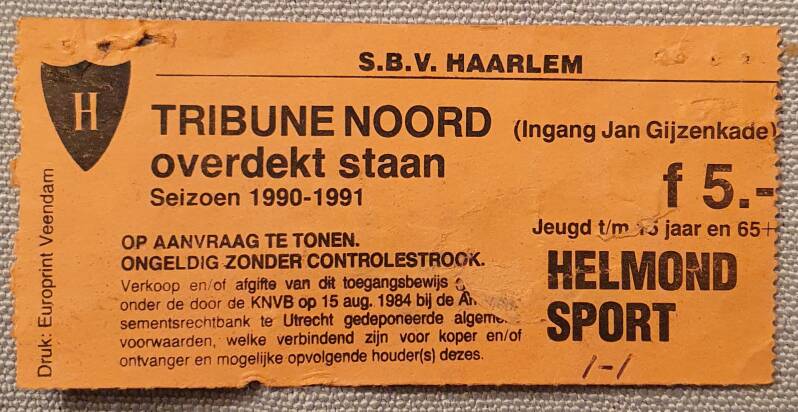 S.B.V. HAARLEM
H
TRIBUNE NOORD (Ingang Jan Gijzenkade)
overdekt staan
Seizoen 1990-1991
f 5.-
Jeugd t/m jaar en 65+
OP AANVRAAG TE TONEN.
ONGELDIG ZONDER CONTROLESTROOK.
Verkoop en/of afgifte van dit toegangsbewijs
onder de door de KNVB op 15 aug. 1984 bij de
sementsrechtbank te Utrecht gedeponeerde
voorwaarden, welke verbindend zijn voor koper en/of
ontvanger en mogelijke opvolgende houder(s) dezes.
HELMOND
SPORT
1-1
Druk: Europrint Veendam